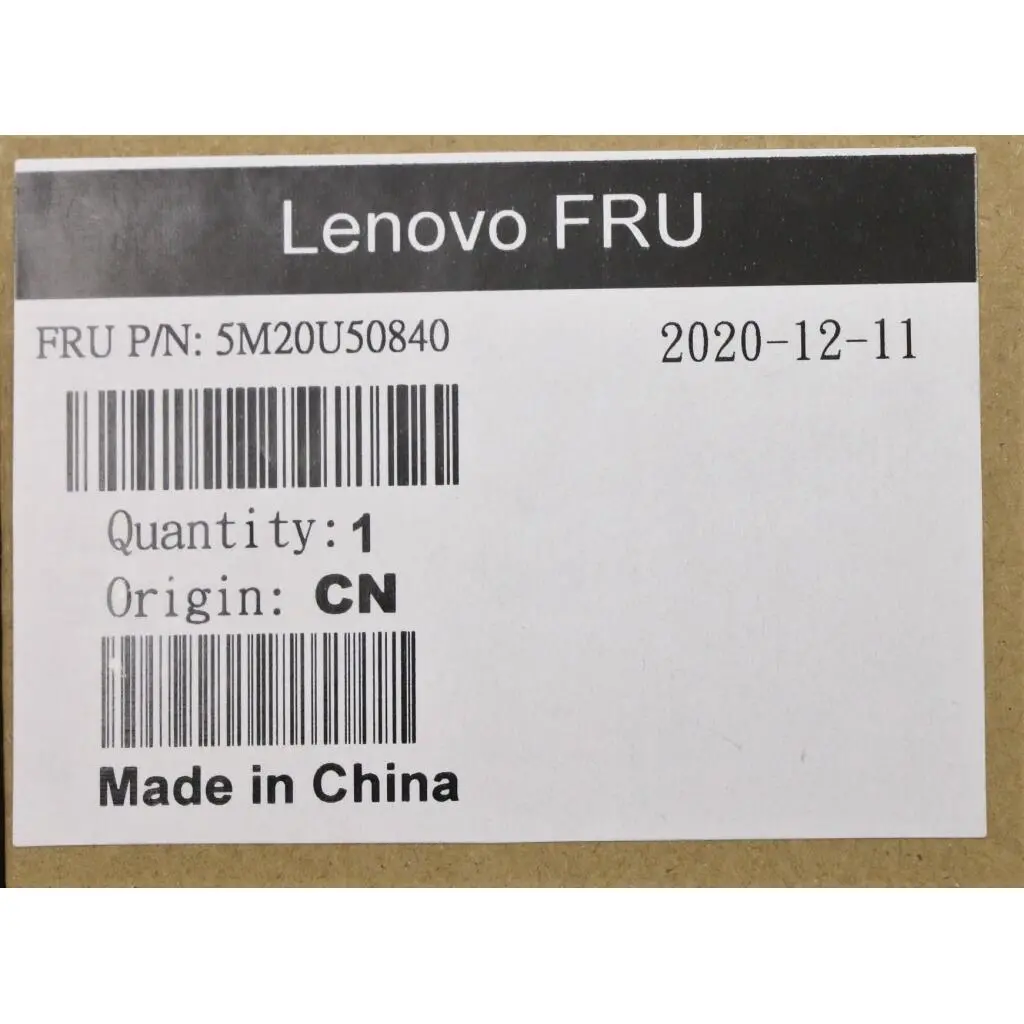 Lenovo FRU
FRU P/N: 5M20U50840
2020-12-11
Quantity: 1
Origin: CN
Made in China